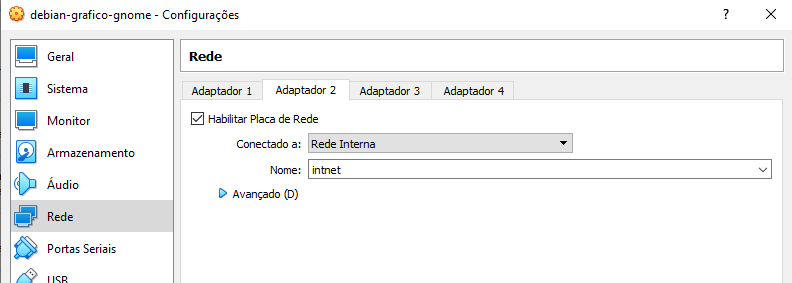 debian-grafico-gnome - Configurações
?
Geral
Sistema
Monitor
Armazenamento
Áudio
Rede
Portas Seriais
USB
Rede
Adaptador 1
Adaptador 2
Adaptador 3
Adaptador 4
Habilitar Placa de Rede
Conectado a: Rede Interna
Nome: intnet
Avançado (D)